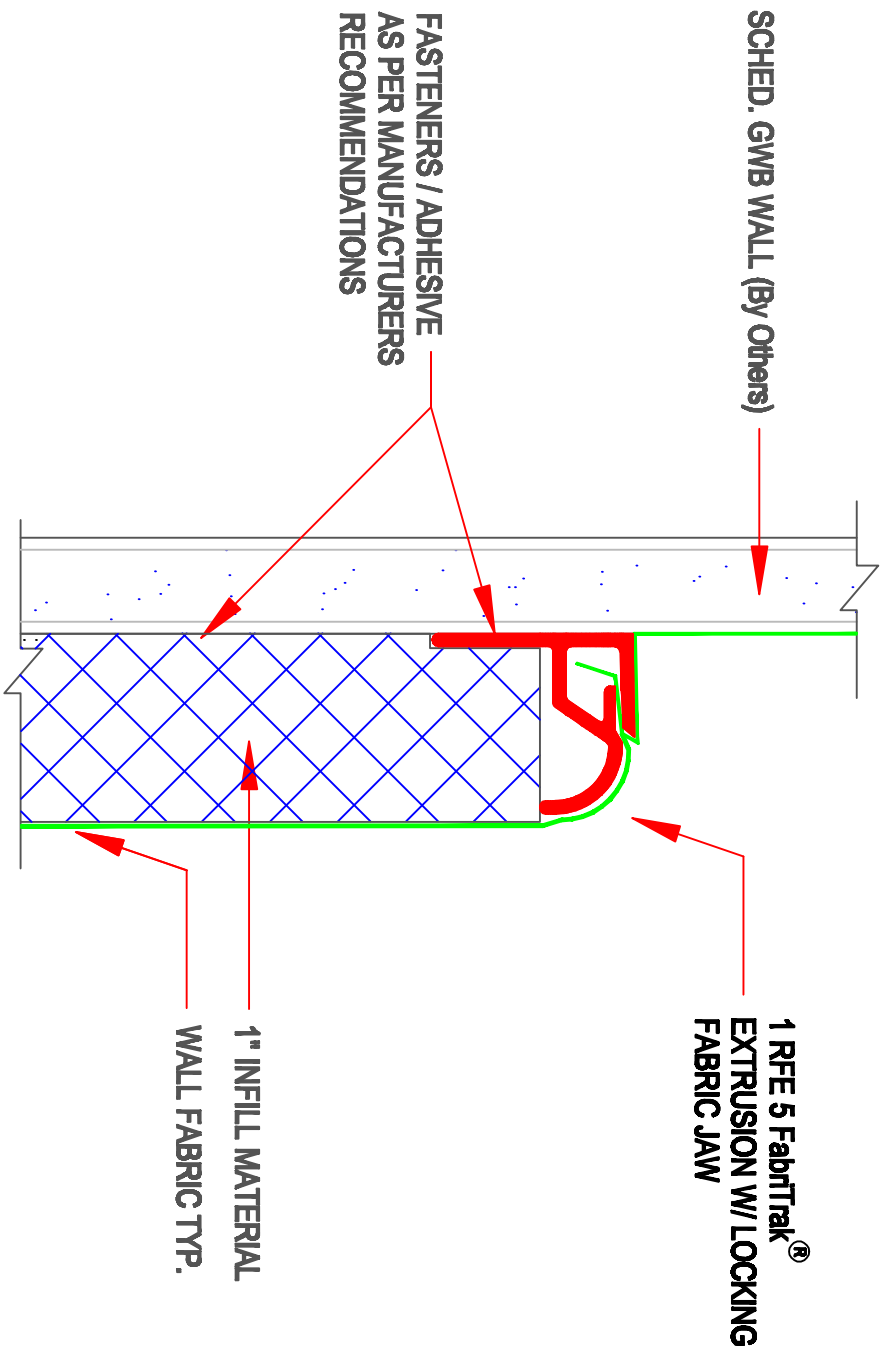 SCHED. GWB WALL (By Others)
FASTENERS / ADHESIVE
AS PER MANUFACTURERS
RECOMMENDATIONS
1 RFE 5 FabriTrak®
EXTRUSION W/ LOCKING
FABRIC JAW
1" INFILL MATERIAL
WALL FABRIC TYP.